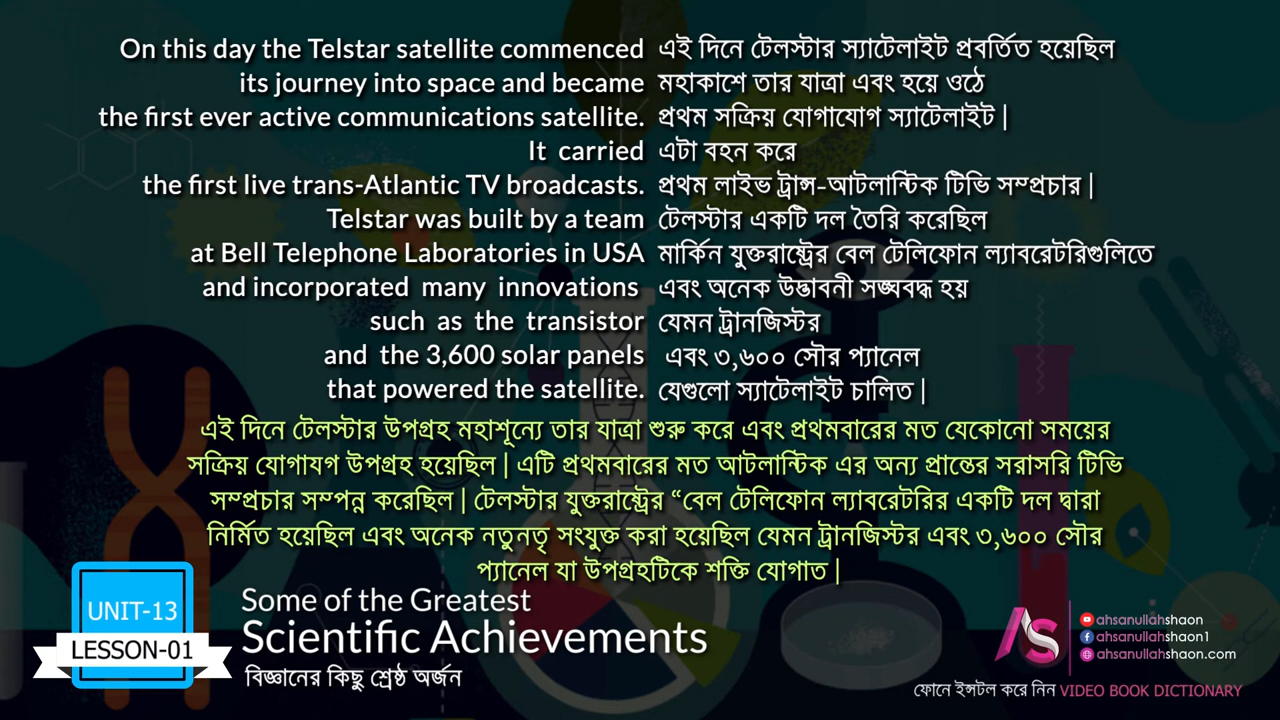 On this day the Telstar satellite commenced এই দিনে টেলস্টার স্যাটেলাইট প্রবর্তিত হয়েছিল
its journey into space and became মহাকাশে তার যাত্রা এবং হয়ে ওঠে
the first ever active communications satellite. প্রথম সক্রিয় যোগাযোগ স্যাটেলাইট |
It carried এটা বহন করে
the first live trans-Atlantic TV broadcasts. প্রথম লাইভ ট্রান্স-আটলান্টিক টিভি সম্প্রচার |
Telstar was built by a team টেলস্টার একটি দল তৈরি করেছিল
at Bell Telephone Laboratories in USA মার্কিন যুক্তরাষ্ট্রের বেল টেলিফোন ল্যাবরেটরিগুলিতে
and incorporated many innovations এবং অনেক উদ্ভাবনী সঙ্ঘবদ্ধ হয়
such as the transistor যেমন ট্রানজিস্টর
and the 3,600 solar panels এবং ৩,৬০০ সৌর প্যানেল
that powered the satellite. যেগুলো স্যাটেলাইট চালিত |
এই দিনে টেলস্টার উপগ্রহ মহাশূন্যে তার যাত্রা শুরু করে এবং প্রথমবারের মত যেকোনো সময়ের
সক্রিয় যোগাযগ উপগ্রহ হয়েছিল | এটি প্রথমবারের মত আটলান্টিক এর অন্য প্রান্তের সরাসরি টিভি
সম্প্রচার সম্পন্ন করেছিল | টেলস্টার যুক্তরাষ্ট্রের “বেল টেলিফোন ল্যাবরেটরির একটি দল দ্বারা
নির্মিত হয়েছিল এবং অনেক নতুনতৃ সংযুক্ত করা হয়েছিল যেমন ট্রানজিস্টর এবং ৩,৬০০ সৌর
প্যানেল যা উপগ্রহটিকে শক্তি যোগাত |
UNIT-13
LESSON-01
Some of the Greatest
Scientific Achievements
বিজ্ঞানের কিছু শ্রেষ্ঠ অর্জন
AS
ahsanullahshaon
ahsanullahshaon1
ahsanullahshaon.com
ফোনে ইন্সটল করে নিন VIDEO BOOK DICTIONARY